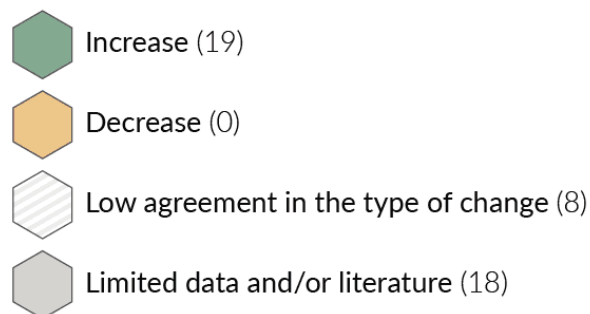 Increase (19)
Decrease (0)
Low agreement in the type of change (8)
Limited data and/or literature (18)